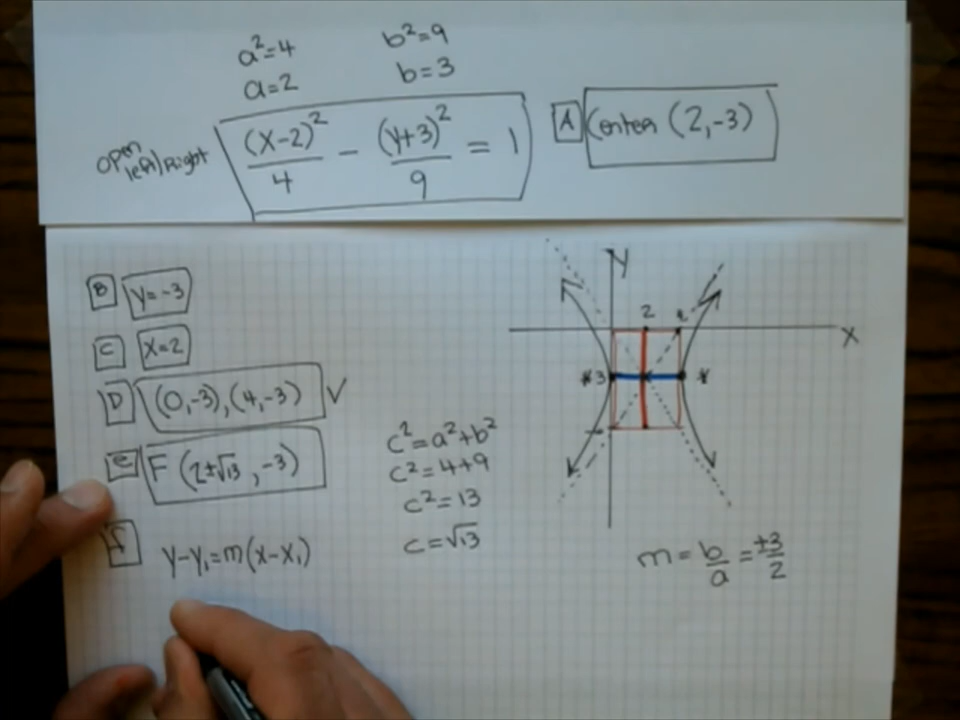 a²=4 b²=9
a=2 b=3
open left/Right (x-2)²/4 - (y+3)²/9 = 1 A Center (2,-3)
B y=-3
C x=2
D (0,-3),(4,-3) V
e F (2±√13, -3)
c²=a²+b²
c²=4+9
c²=13
c=√13
f y-y₁=m(x-x₁)
y
2
x
3
m=b/a=±3/2